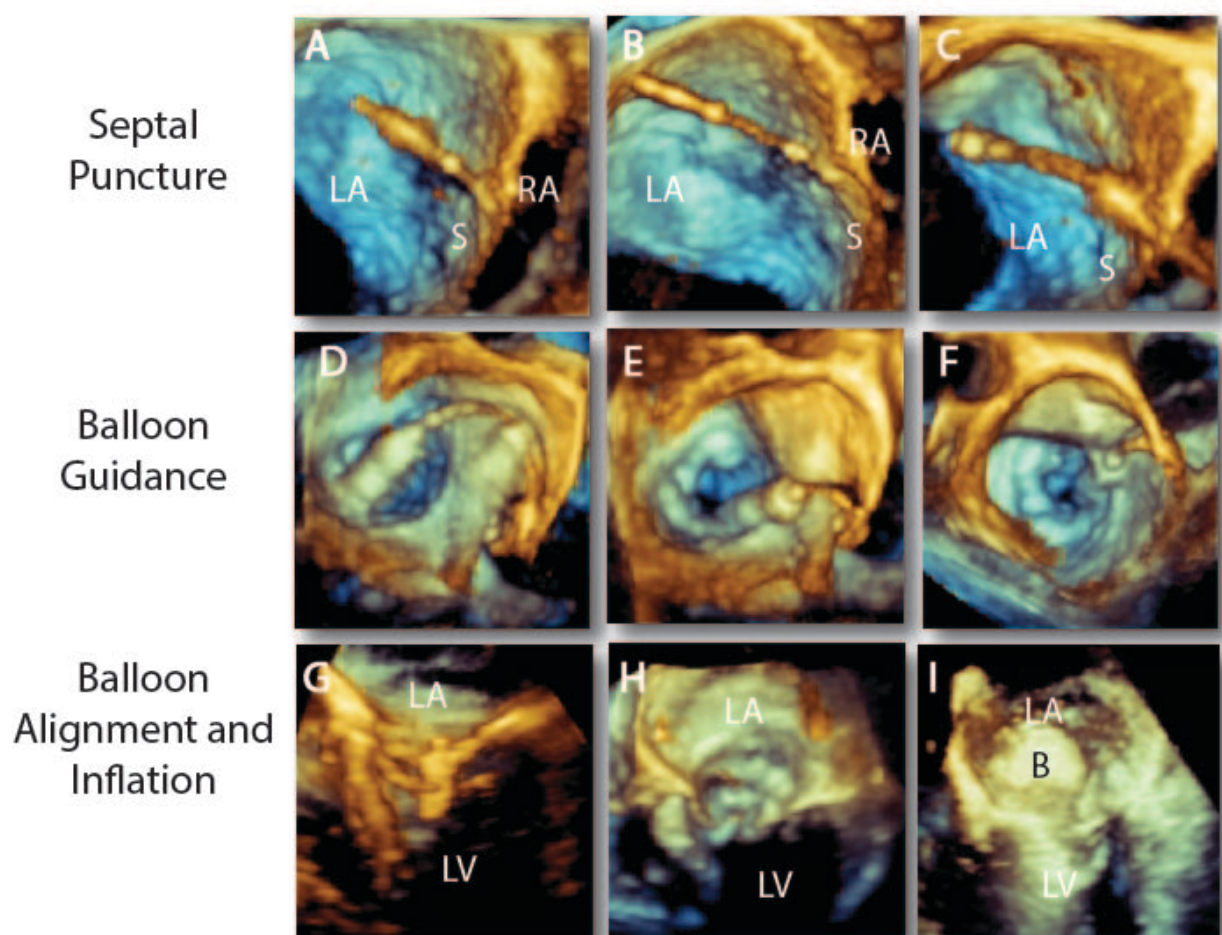 Septal
Puncture
A
LA
S
RA
B
LA
RA
S
C
LA
S
Balloon
Guidance
D
E
F
Balloon
Alignment and
Inflation
G
LA
LV
H
LA
LV
I
LA
B
LV